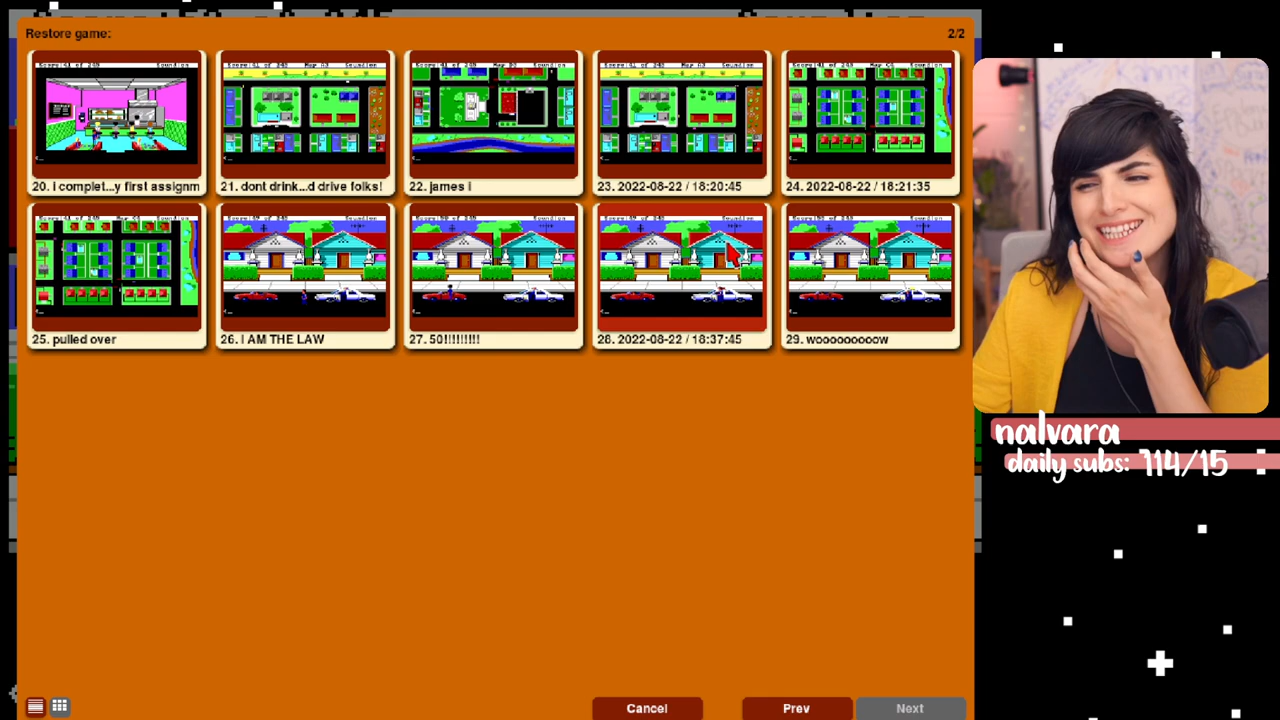 Restore game:
2/2
20. i complet...y first assignm
21. dont drink...d drive folks!
22. james i
23. 2022-08-22 / 18:20:45
24. 2022-08-22 / 18:21:35
25. pulled over
26. I AM THE LAW
27. 50!!!!!!!!!
28. 2022-08-22 / 18:37:45
29. wooooooooow
nalvara
daily subs: 114/15
Cancel
Prev
Next